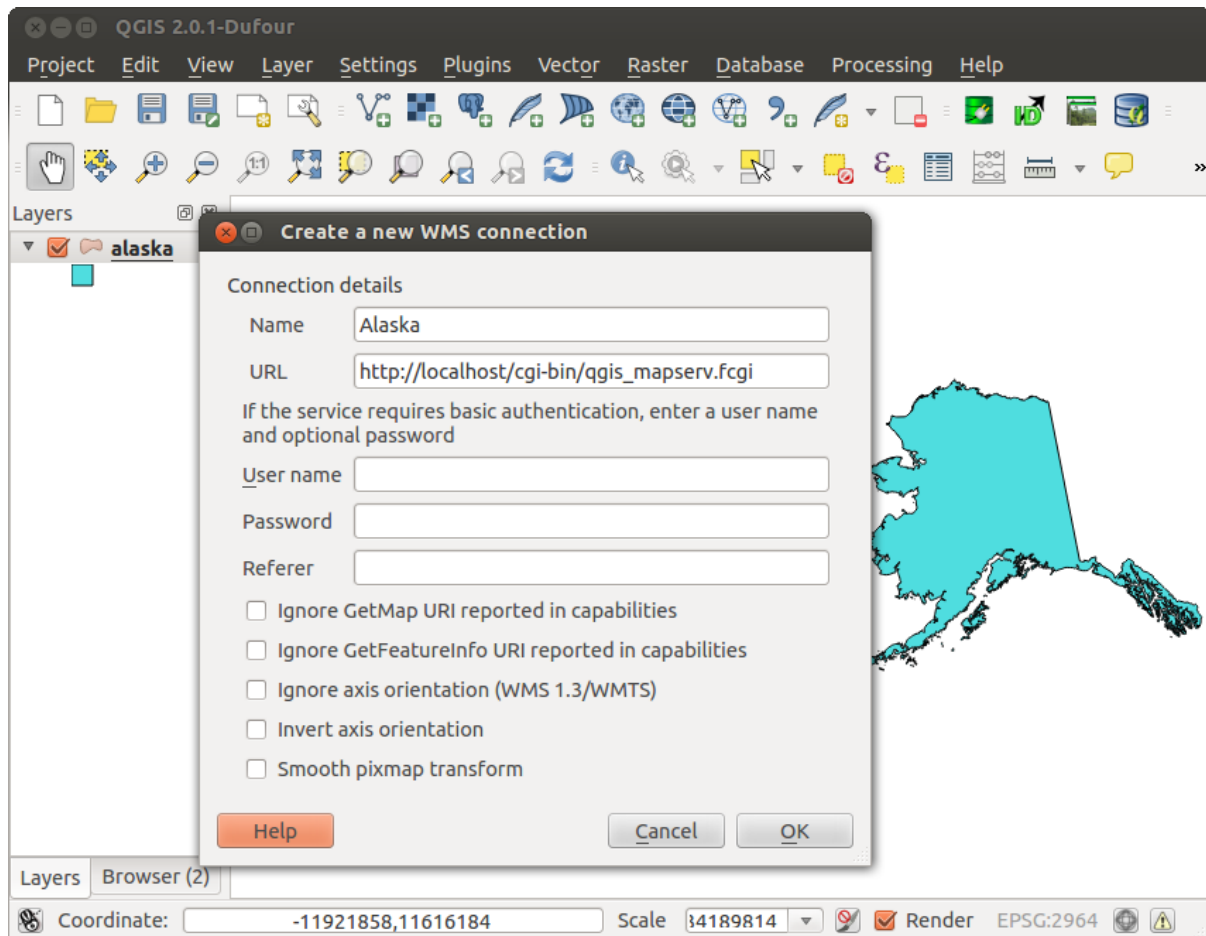 QGIS 2.0.1-Dufour
Project Edit View Layer Settings Plugins Vector Raster Database Processing Help
1:1
Layers
alaska
Create a new WMS connection
Connection details
Name Alaska
URL http://localhost/cgi-bin/qgis_mapserv.fcgi
If the service requires basic authentication, enter a user name
and optional password
User name
Password
Referer
Ignore GetMap URI reported in capabilities
Ignore GetFeatureInfo URI reported in capabilities
Ignore axis orientation (WMS 1.3/WMTS)
Invert axis orientation
Smooth pixmap transform
Help Cancel OK
Layers Browser (2)
Coordinate: -11921858,11616184 Scale 34189814 Render EPSG:2964